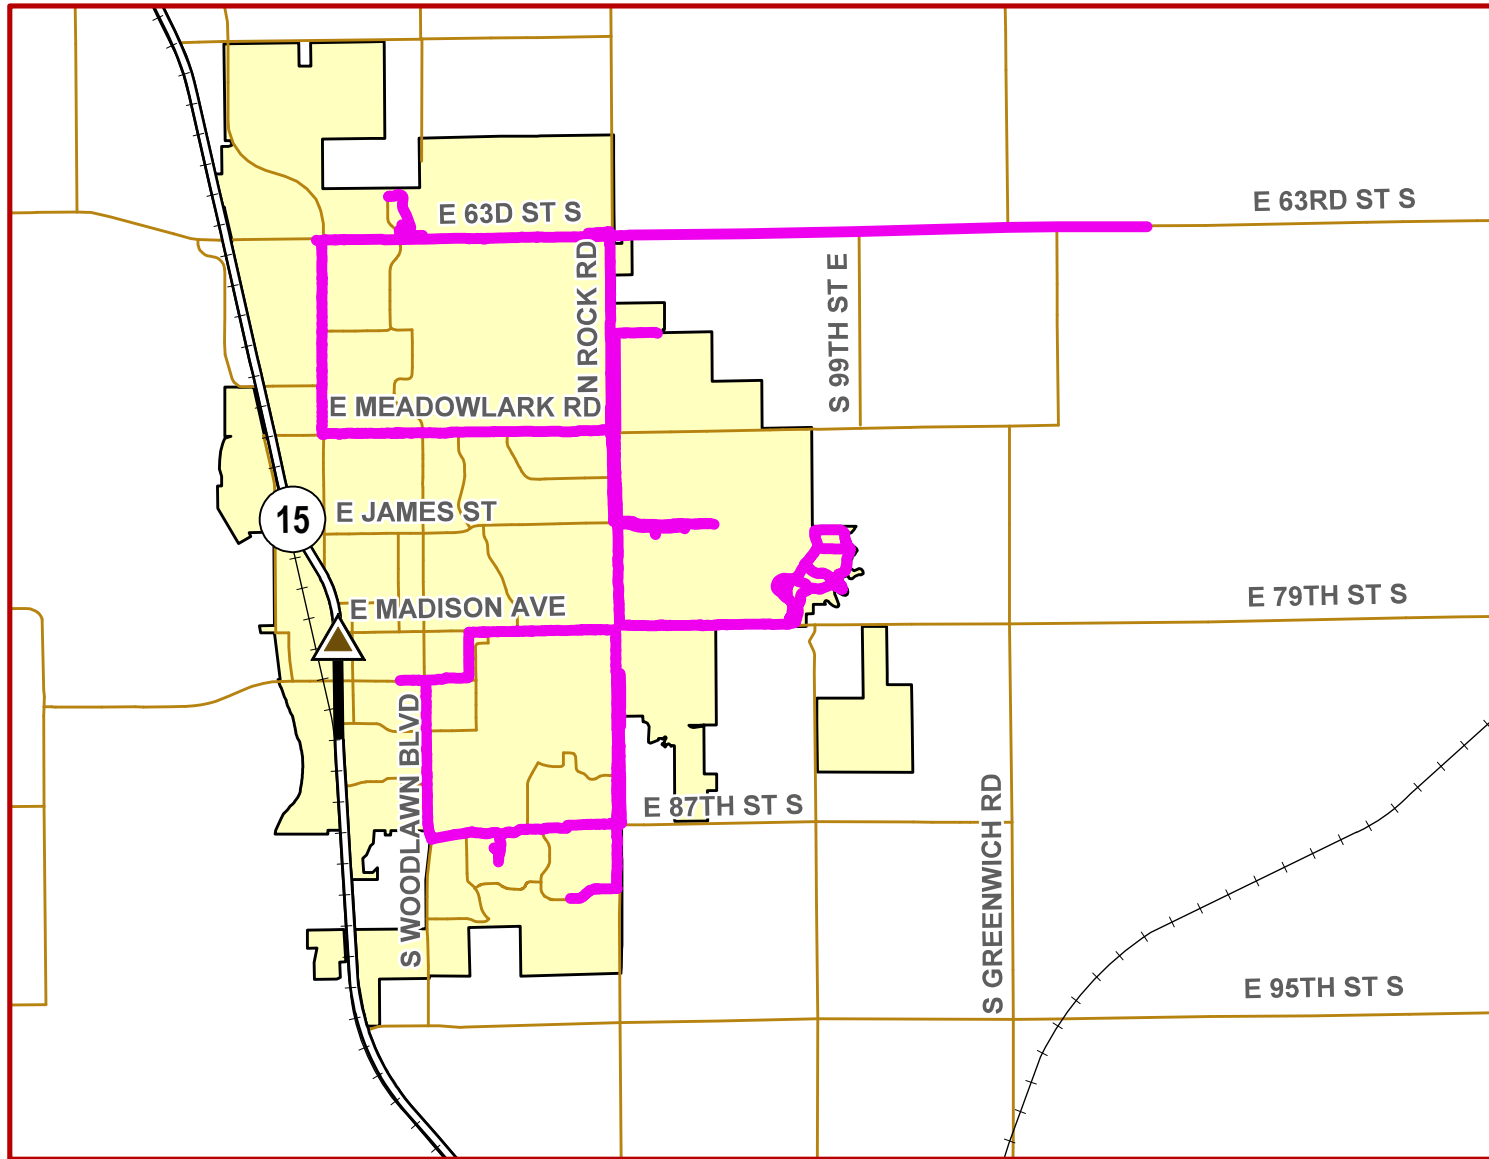 E 63RD ST S
E 63D ST S
N ROCK RD
S 99TH ST E
E MEADOWLARK RD
15
E JAMES ST
E MADISON AVE
E 79TH ST S
S WOODLAWN BLVD
E 87TH ST S
S GREENWICH RD
E 95TH ST S